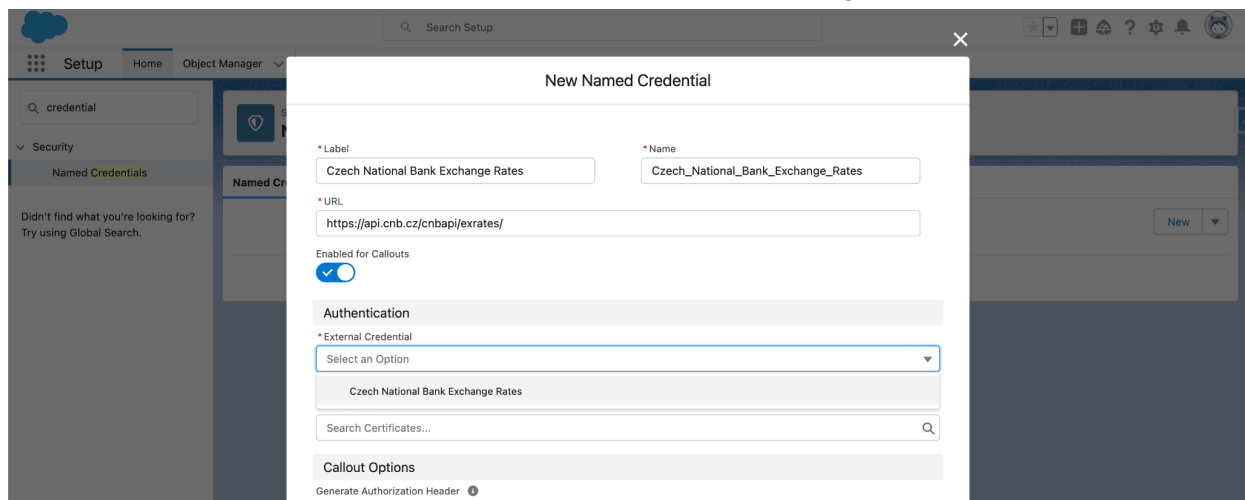 Search Setup
Setup
Home
Object Manager
credential
Security
Named Credentials
Didn't find what you're looking for?
Try using Global Search.
New
New Named Credential
* Label
Czech National Bank Exchange Rates
* Name
Czech_National_Bank_Exchange_Rates
* URL
https://api.cnb.cz/cnbapi/exrates/
Enabled for Callouts
Authentication
* External Credential
Select an Option
Czech National Bank Exchange Rates
Search Certificates...
Callout Options
Generate Authorization Header